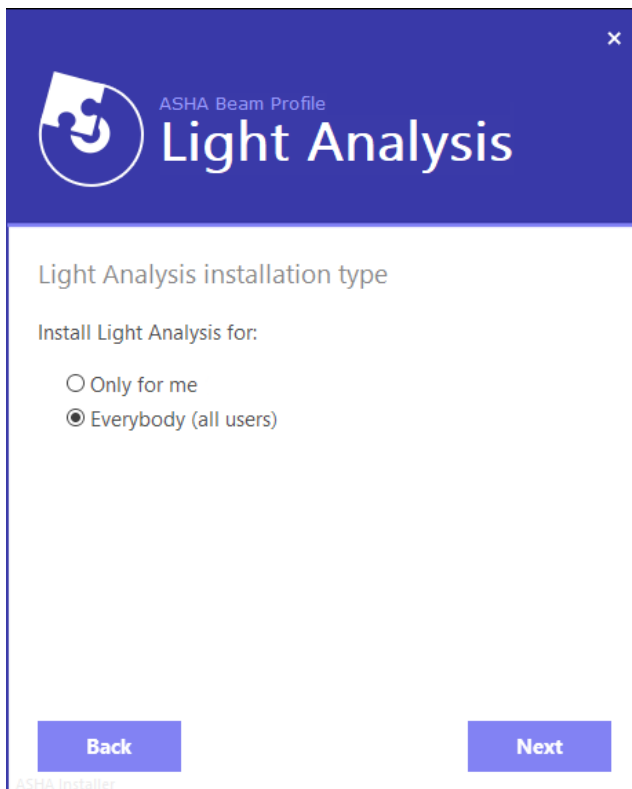 ASHA Beam Profile
Light Analysis
Light Analysis installation type
Install Light Analysis for:
Only for me
Everybody (all users)
Back
Next
ASHA Installer